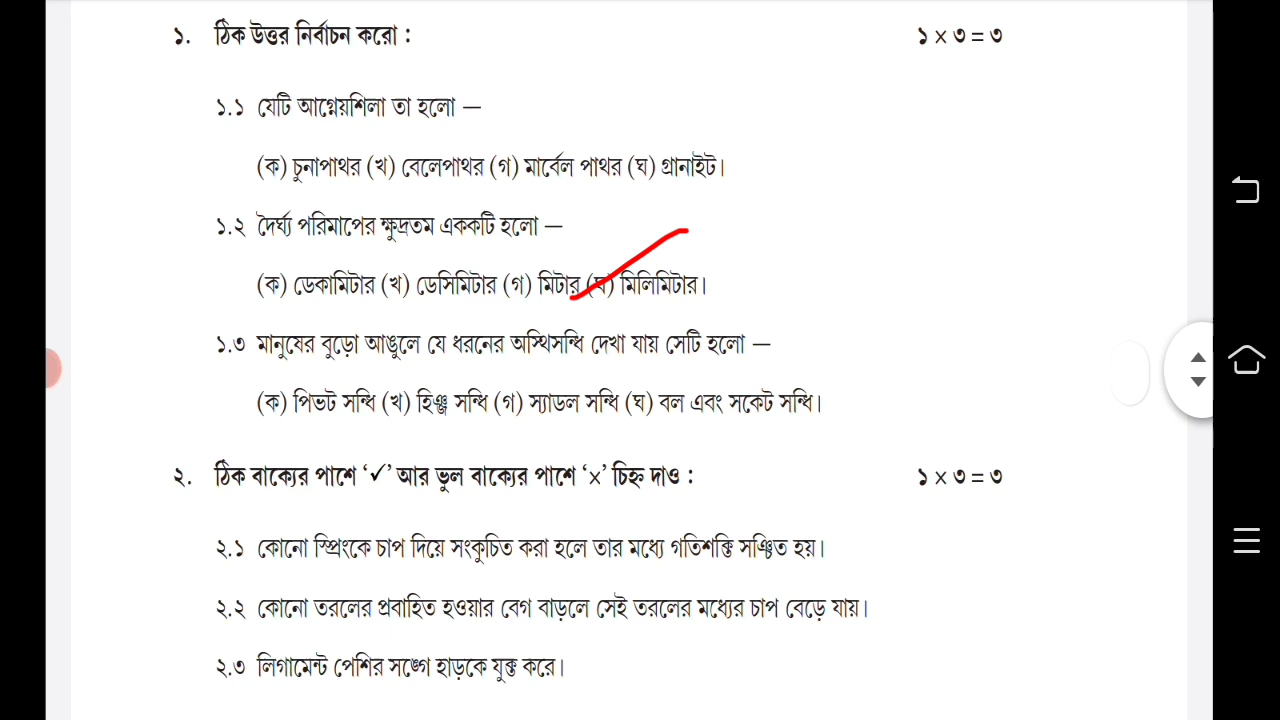 ১. ঠিক উত্তর নির্বাচন করো : ১ × ৩ = ৩
১.১ যেটি আগ্নেয়শিলা তা হলো —
(ক) চুনাপাথর (খ) বেলেপাথর (গ) মার্বেল পাথর (ঘ) গ্রানাইট।
১.২ দৈর্ঘ্য পরিমাপের ক্ষুদ্রতম এককটি হলো —
(ক) ডেকামিটার (খ) ডেসিমিটার (গ) মিটার (ঘ) মিলিমিটার।
১.৩ মানুষের বুড়ো আঙুলে যে ধরনের অস্থিসন্ধি দেখা যায় সেটি হলো —
(ক) পিভট সন্ধি (খ) হিঞ্জ সন্ধি (গ) স্যাডল সন্ধি (ঘ) বল এবং সকেট সন্ধি।
২. ঠিক বাক্যের পাশে ‘✓’ আর ভুল বাক্যের পাশে ‘×’ চিহ্ন দাও : ১ × ৩ = ৩
২.১ কোনো স্প্রিংকে চাপ দিয়ে সংকুচিত করা হলে তার মধ্যে গতিশক্তি সঞ্চিত হয়।
২.২ কোনো তরলের প্রবাহিত হওয়ার বেগ বাড়লে সেই তরলের মধ্যের চাপ বেড়ে যায়।
২.৩ লিগামেন্ট পেশির সঙ্গে হাড়কে যুক্ত করে।